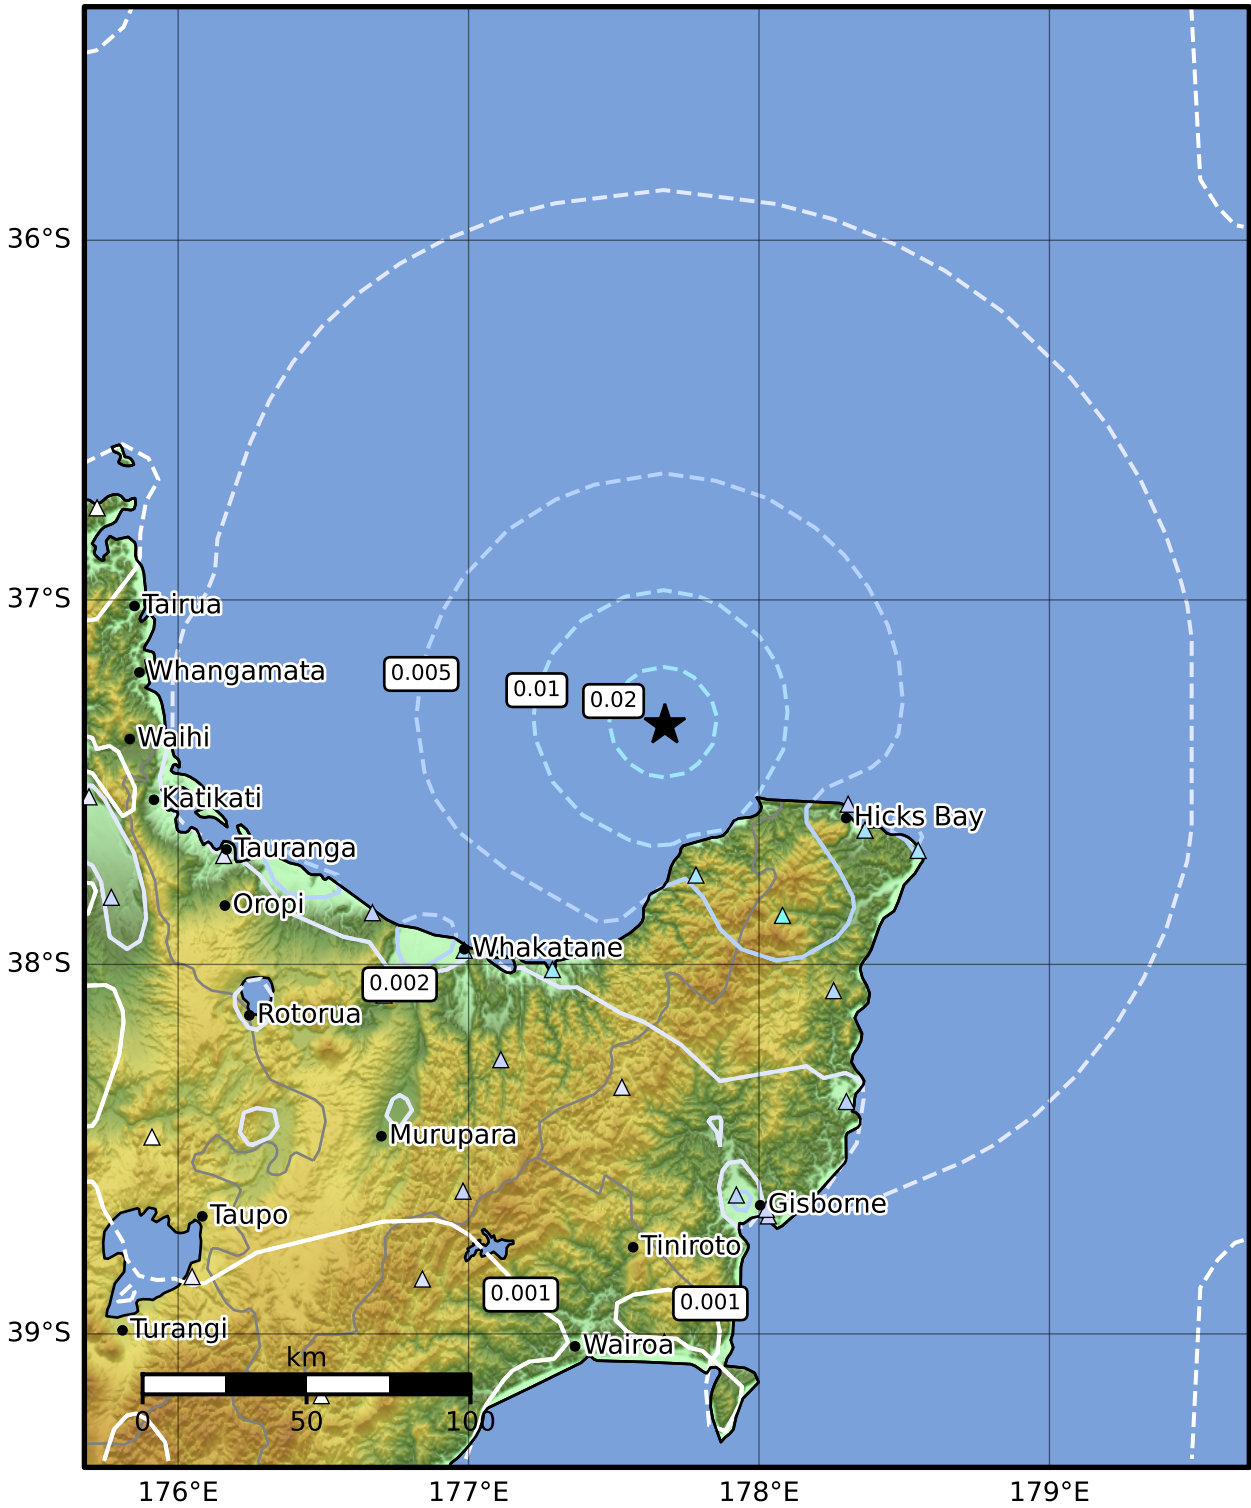 36°S
37°S
Tairua
Whangamata
0.005
0.01
0.02
Waihi
Katikati
Hicks Bay
Tauranga
Oropi
Whakatane
38°S
0.002
Rotorua
Murupara
Gisborne
Taupo
Tiniroto
0.001
0.001
Turangi
39°S
Wairoa
km
0 50 100
176°E 177°E 178°E 179°E